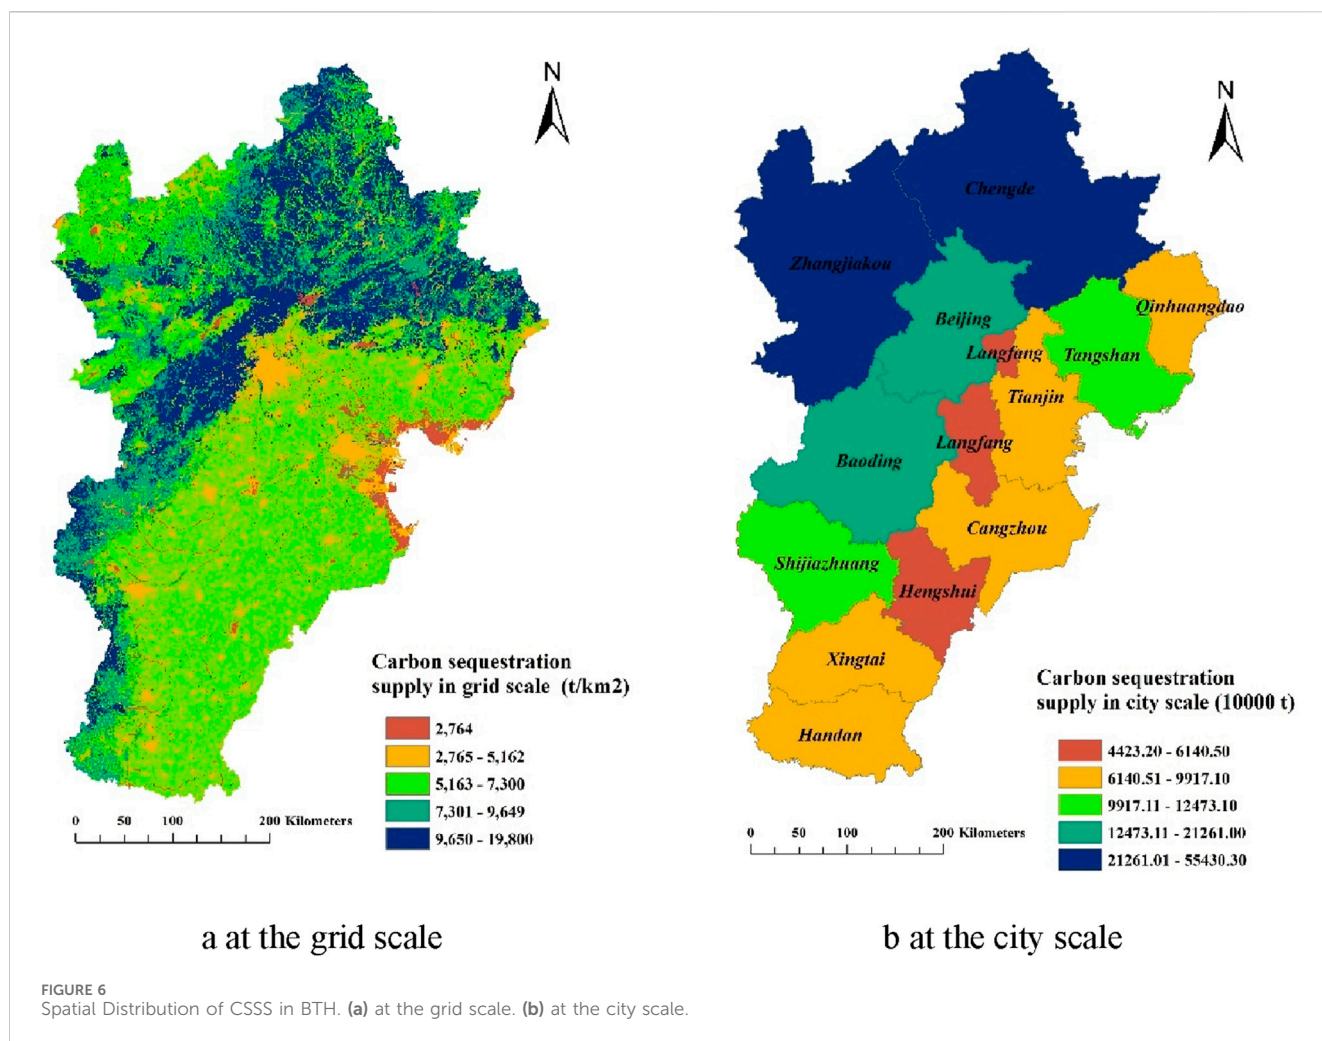 N
Carbon sequestration
supply in grid scale (t/km2)
2,764
2,765 - 5,162
5,163 - 7,300
7,301 - 9,649
9,650 - 19,800
0 50 100 200 Kilometers
a at the grid scale
N
Chengde
Zhangjiakou
Qinhuangdao
Beijing
Langfang
Tangshan
Tianjin
Langfang
Baoding
Cangzhou
Shijiazhuang
Hengshui
Xingtai
Handan
Carbon sequestration
supply in city scale (10000 t)
4423.20 - 6140.50
6140.51 - 9917.10
9917.11 - 12473.10
12473.11 - 21261.00
21261.01 - 55430.30
0 50 100 200 Kilometers
b at the city scale
FIGURE 6
Spatial Distribution of CSSS in BTH. (a) at the grid scale. (b) at the city scale.